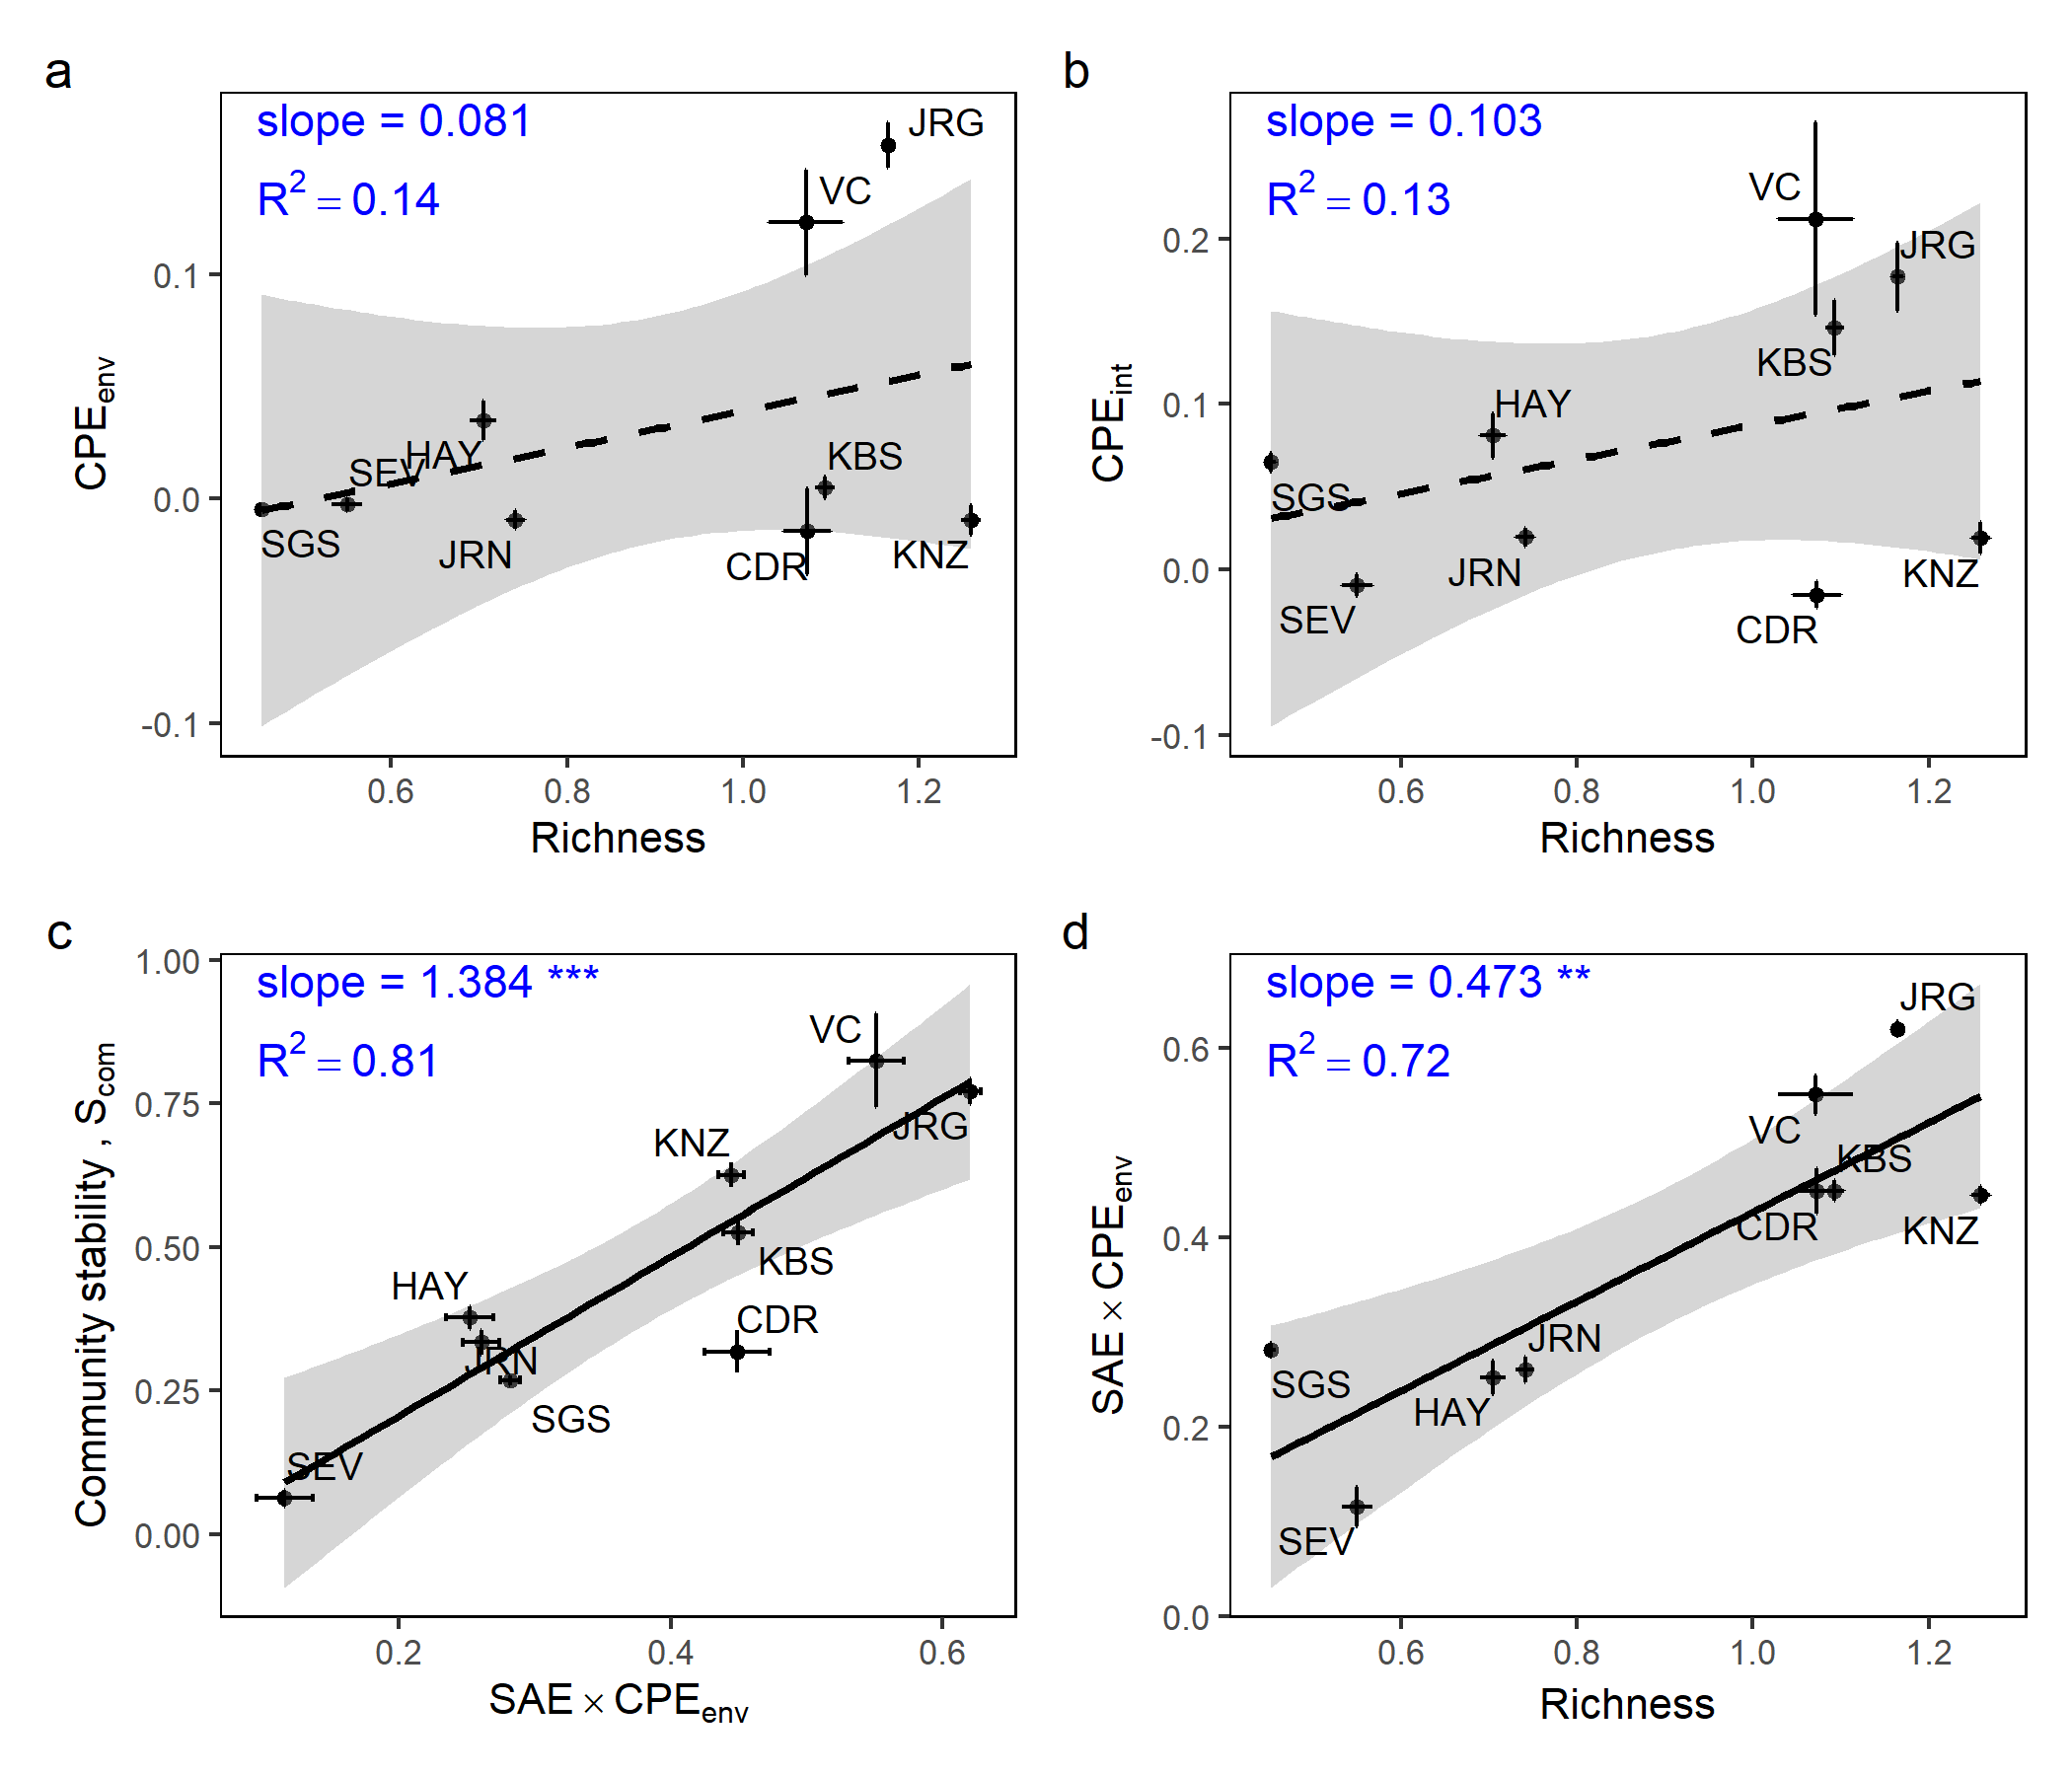 a
slope = 0.081
R² = 0.14
JRG
VC
HAY
SEV
KBS
SGS
JRN
CDR
KNZ
0.1
0.0
-0.1
0.6 0.8 1.0 1.2
Richness
CPEenv
b
slope = 0.103
R² = 0.13
VC
JRG
KBS
HAY
SGS
JRN
KNZ
SEV
CDR
0.2
0.1
0.0
-0.1
0.6 0.8 1.0 1.2
Richness
CPEint
c
slope = 1.384 ***
R² = 0.81
VC
JRG
KNZ
KBS
HAY
CDR
JRN
SGS
SEV
1.00
0.75
0.50
0.25
0.00
0.2 0.4 0.6
SAE × CPEenv
Community stability , Scom
d
slope = 0.473 **
R² = 0.72
JRG
VC
KBS
CDR
KNZ
JRN
SGS
HAY
SEV
0.6
0.4
0.2
0.0
0.6 0.8 1.0 1.2
Richness
SAE × CPEenv